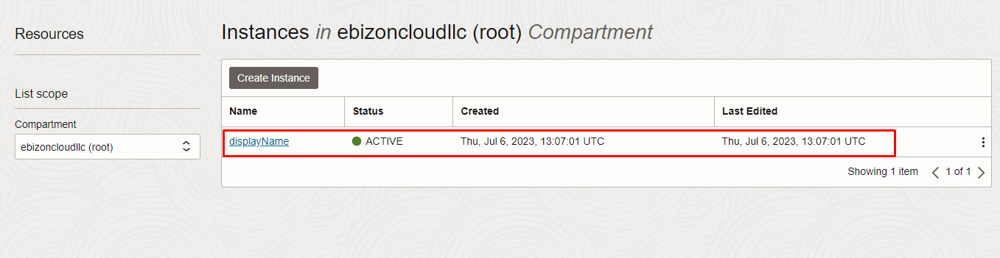 Resources
List scope
Compartment
ebizoncloudllc (root)
Instances in ebizoncloudllc (root) Compartment
Create Instance
Name Status Created Last Edited
displayName ACTIVE Thu, Jul 6, 2023, 13:07:01 UTC Thu, Jul 6, 2023, 13:07:01 UTC
Showing 1 item 1 of 1